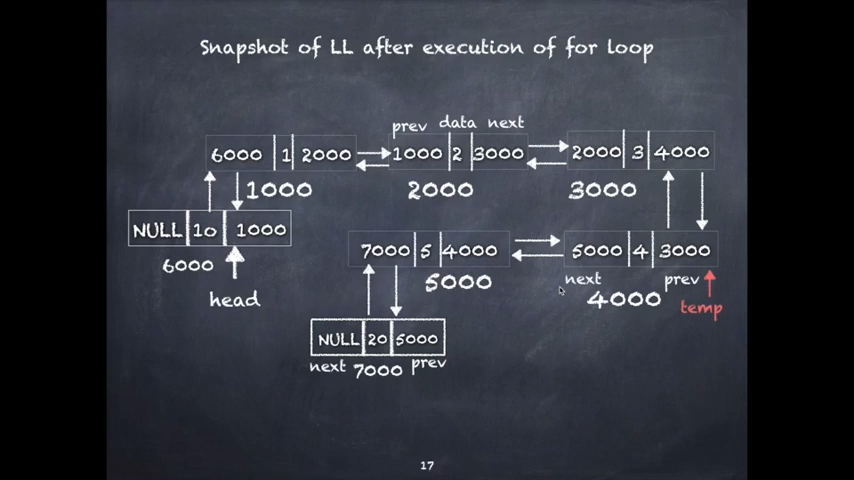 Snapshot of LL after execution of for loop
prev data next
6000 1 2000
1000 2 3000
2000 3 4000
1000
2000
3000
NULL 10 1000
6000
head
7000 5 4000
5000 4 3000
5000
next
prev
4000
temp
NULL 20 5000
next 7000 prev
17